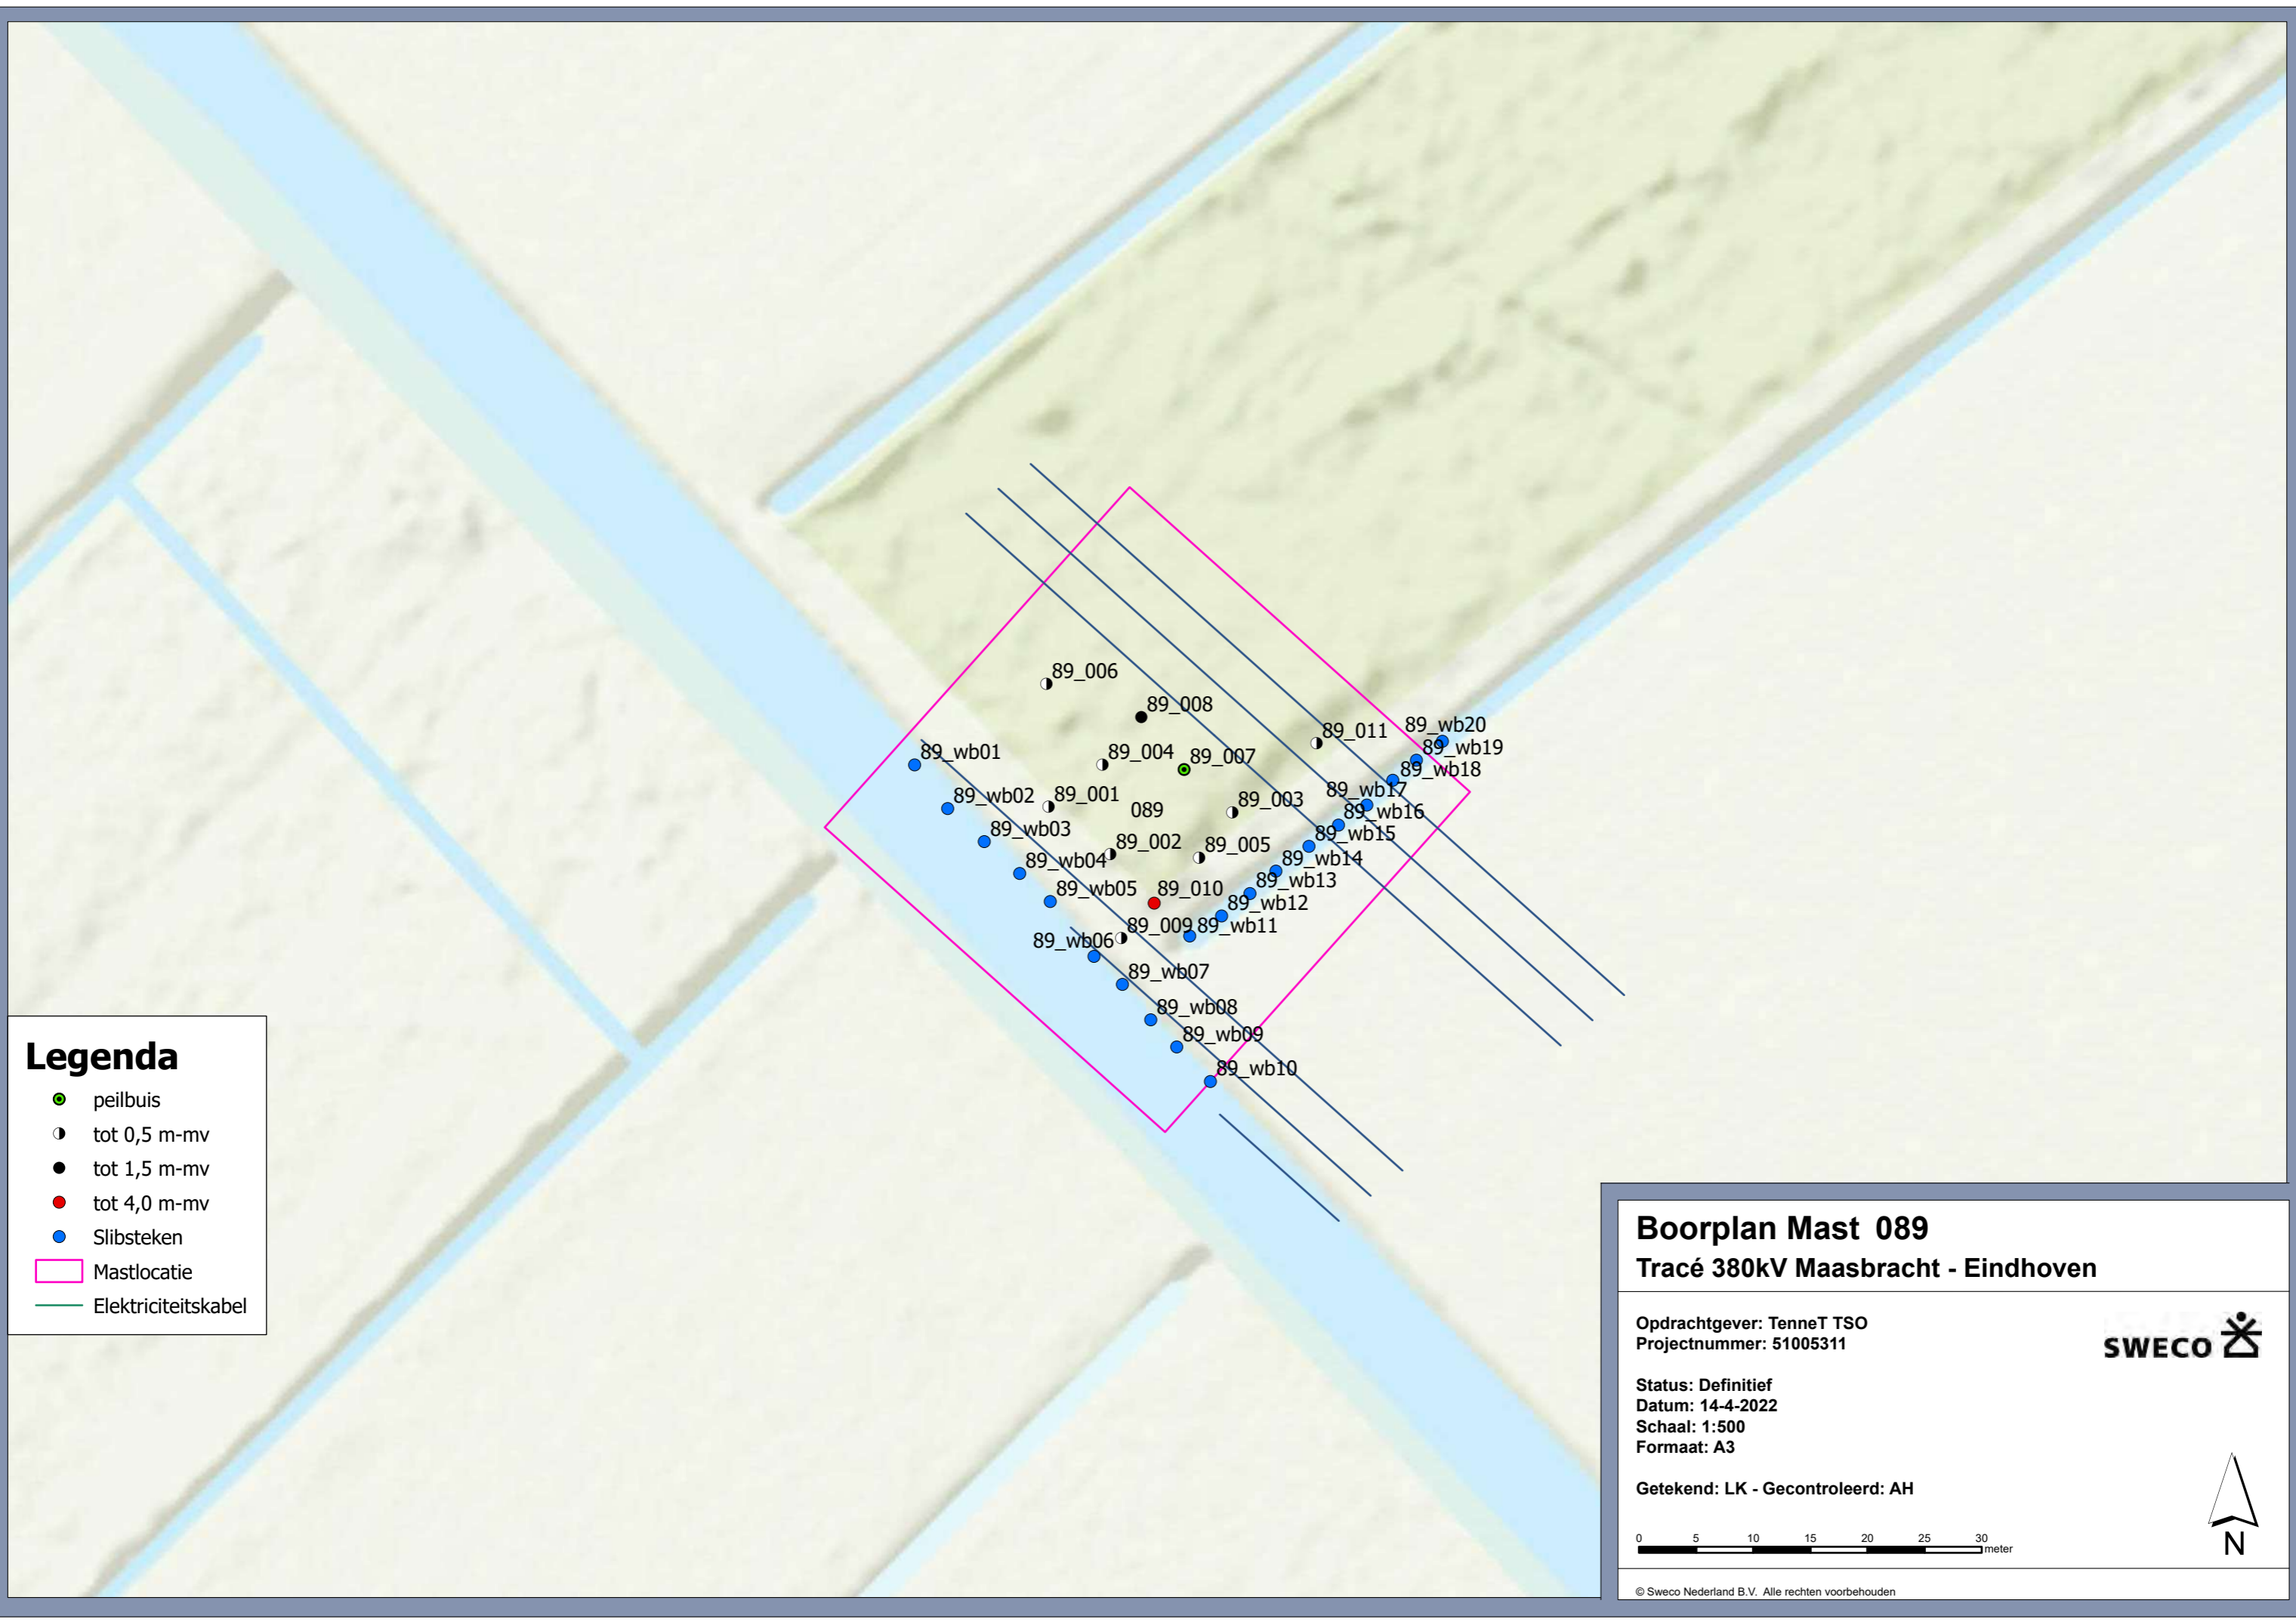 89_006
89_008
89_011
89_wb20
89_wb01
89_004
89_007
89_wb19
89_wb18
89_wb02
89_001
089
89_003
89_wb17
89_wb16
89_wb03
89_002
89_005
89_wb15
89_wb04
89_wb14
89_wb05
89_010
89_wb13
89_wb12
89_wb06
89_009
89_wb11
89_wb07
89_wb08
89_wb09
89_wb10
Legenda
peilbuis
tot 0,5 m-mv
tot 1,5 m-mv
tot 4,0 m-mv
Slibsteken
Mastlocatie
Elektriciteitskabel
Boorplan Mast 089
Tracé 380kV Maasbracht - Eindhoven
Opdrachtgever: TenneT TSO
Projectnummer: 51005311
SWECO
Status: Definitief
Datum: 14-4-2022
Schaal: 1:500
Formaat: A3
Getekend: LK - Gecontroleerd: AH
0 5 10 15 20 25 30
meter
N
© Sweco Nederland B.V. Alle rechten voorbehouden